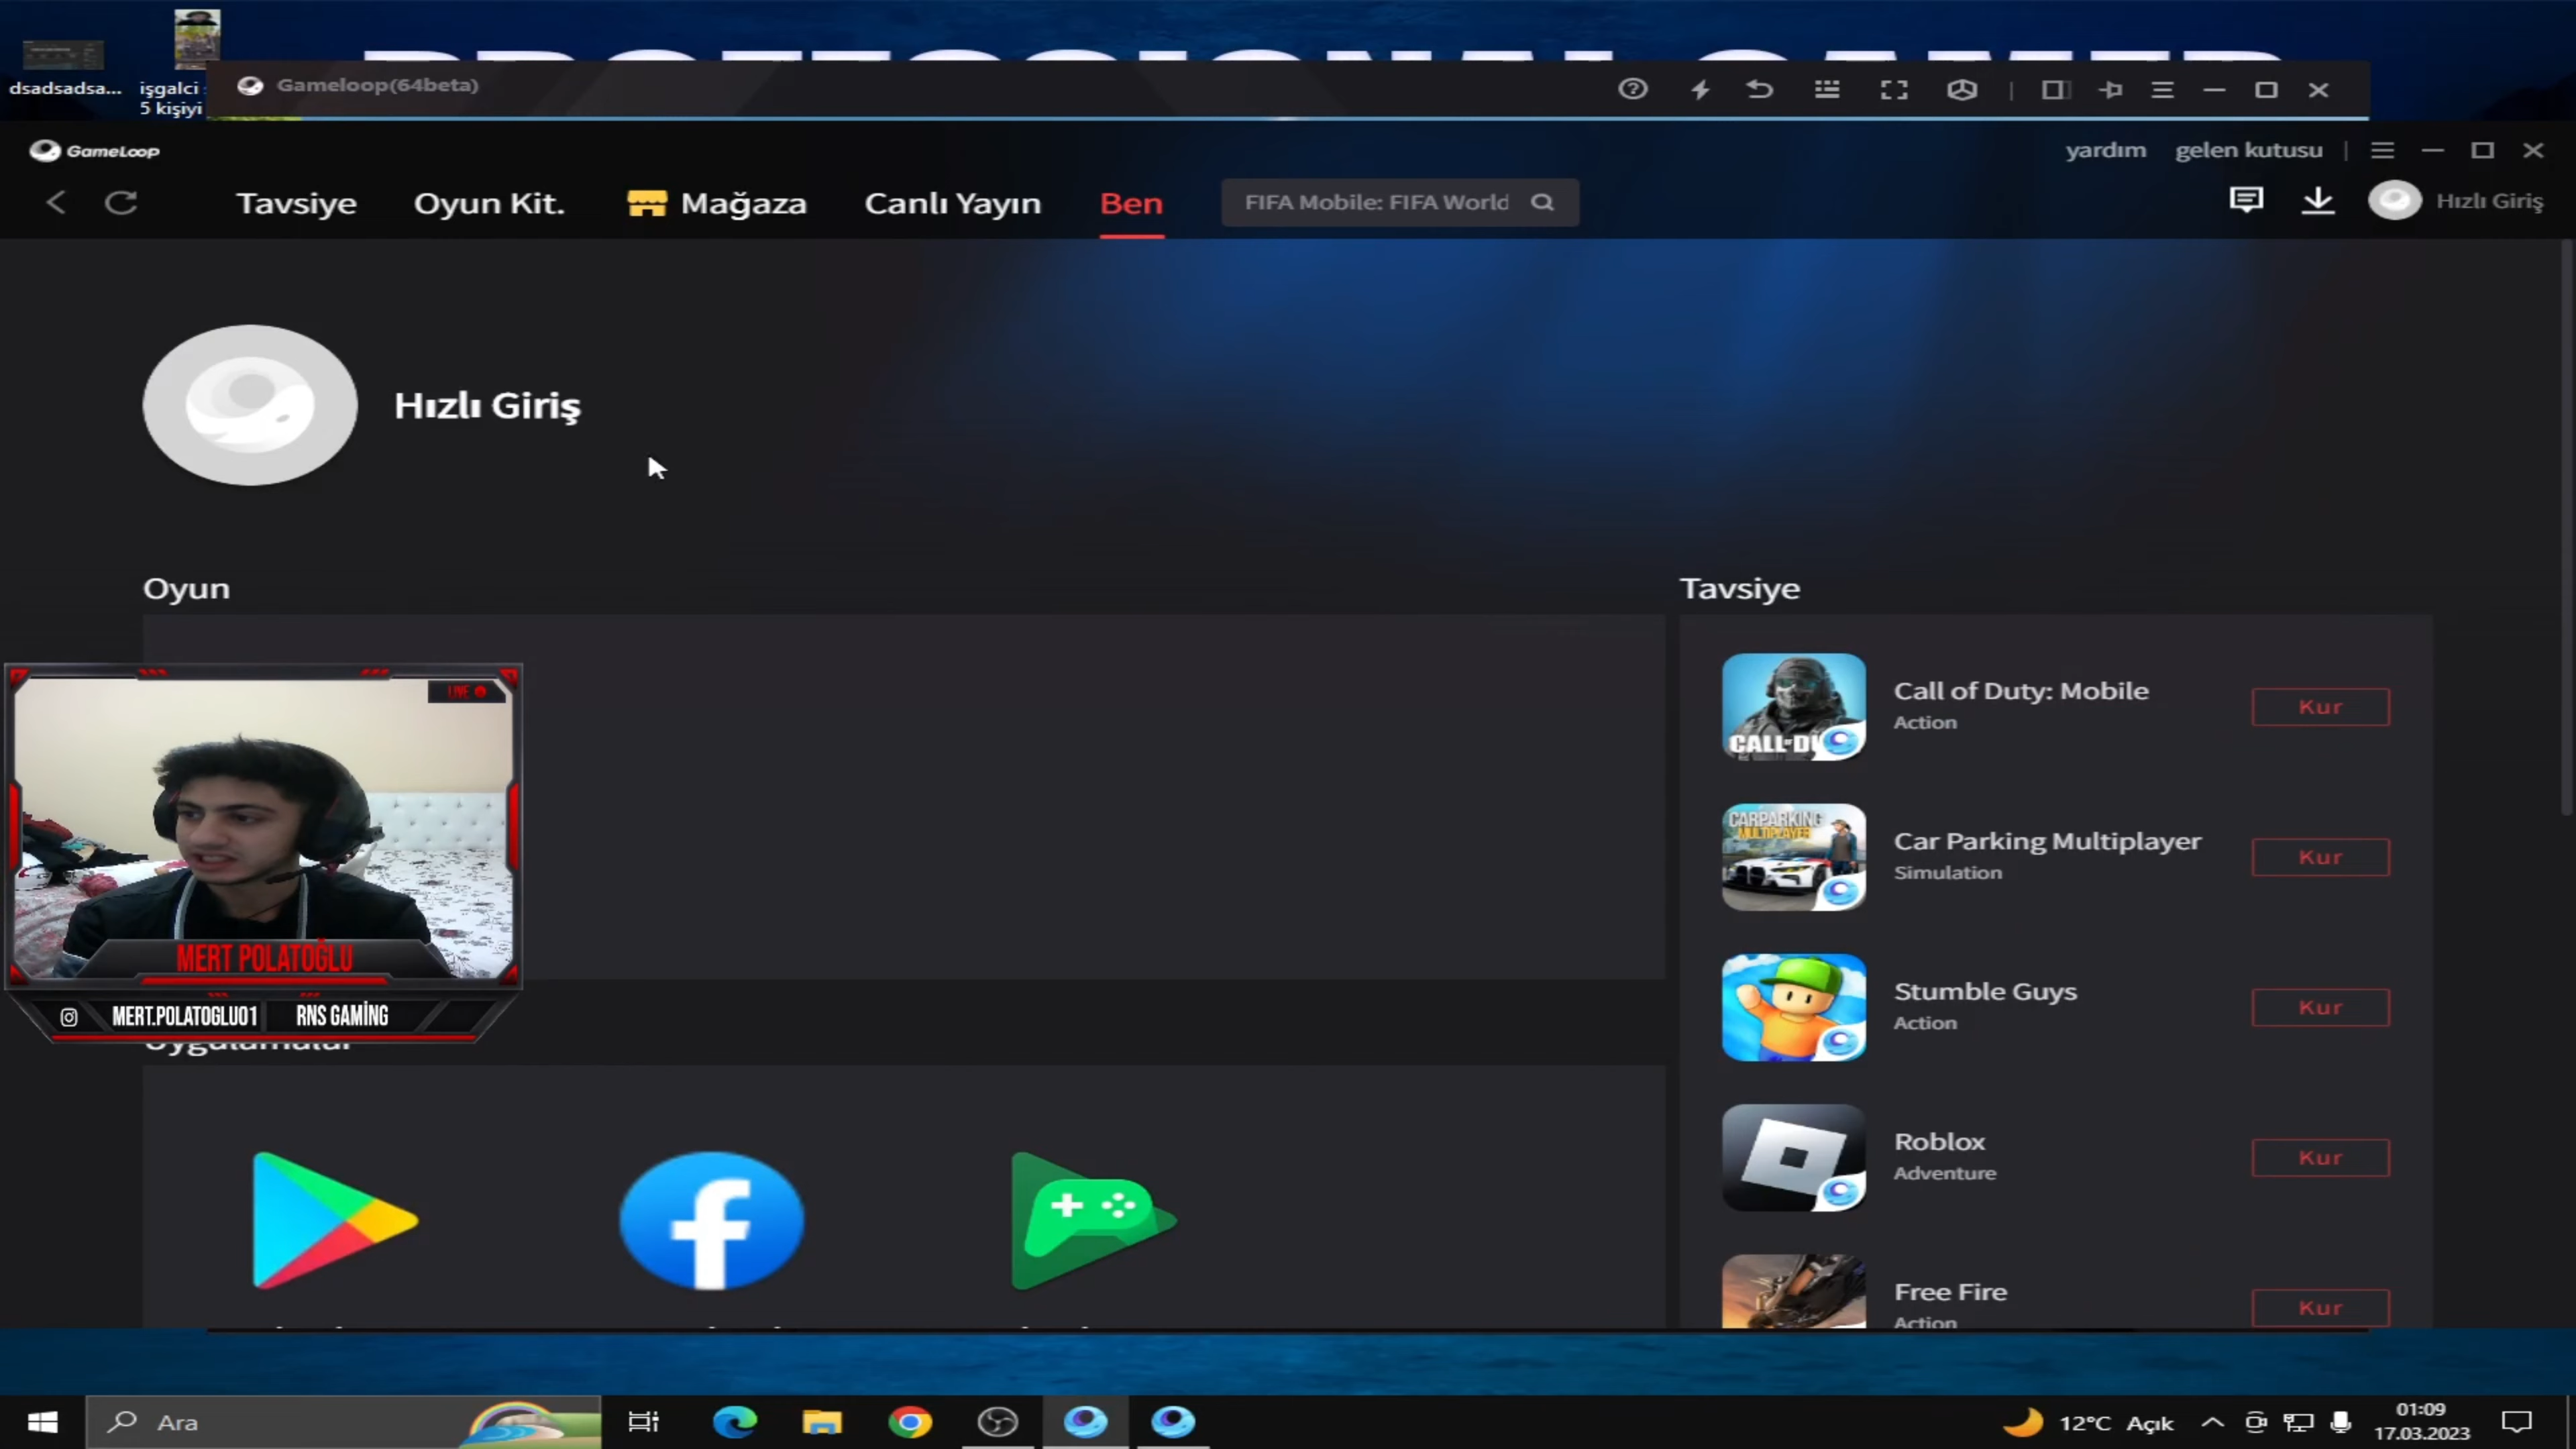 dsadsadsa...
işgalci
5 kişiyi
Gameloop(64beta)
GameLoop
yardım
gelen kutusu
Tavsiye
Oyun Kit.
Mağaza
Canlı Yayın
Ben
FIFA Mobile: FIFA World
Hızlı Giriş
Hızlı Giriş
Oyun
Tavsiye
Call of Duty: Mobile
Action
Kur
CALL OF DU
Car Parking Multiplayer
Simulation
Kur
CARPARKING
MULTIPLAYER
Stumble Guys
Action
Kur
Roblox
Adventure
Kur
Free Fire
Action
Kur
LIVE
MERT POLATOĞLU
MERT.POLATOGLU01
RNS GAMİNG
Uygulamalar
Ara
12°C Açık
01:09
17.03.2023